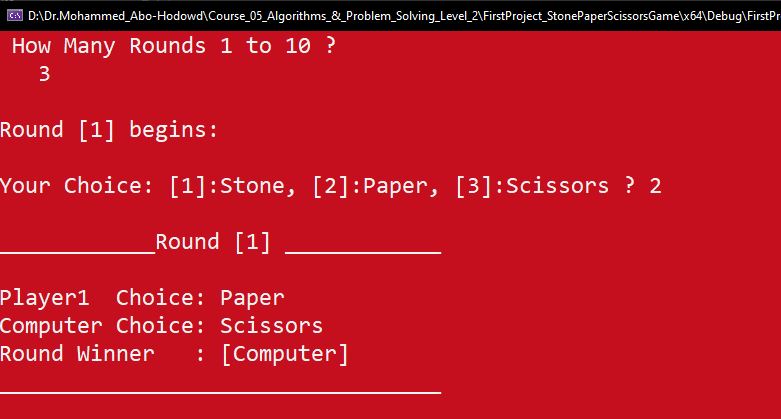 D:\Dr.Mohammed_Abo-Hodowd\Course_05_Algorithms_&_Problem_Solving_Level_2\FirstProject_StonePaperScissorsGame\x64\Debug\FirstPr
How Many Rounds 1 to 10 ?
3
Round [1] begins:
Your Choice: [1]:Stone, [2]:Paper, [3]:Scissors ? 2
____________Round [1] ____________
Player1  Choice: Paper
Computer Choice: Scissors
Round Winner   : [Computer]
__________________________________